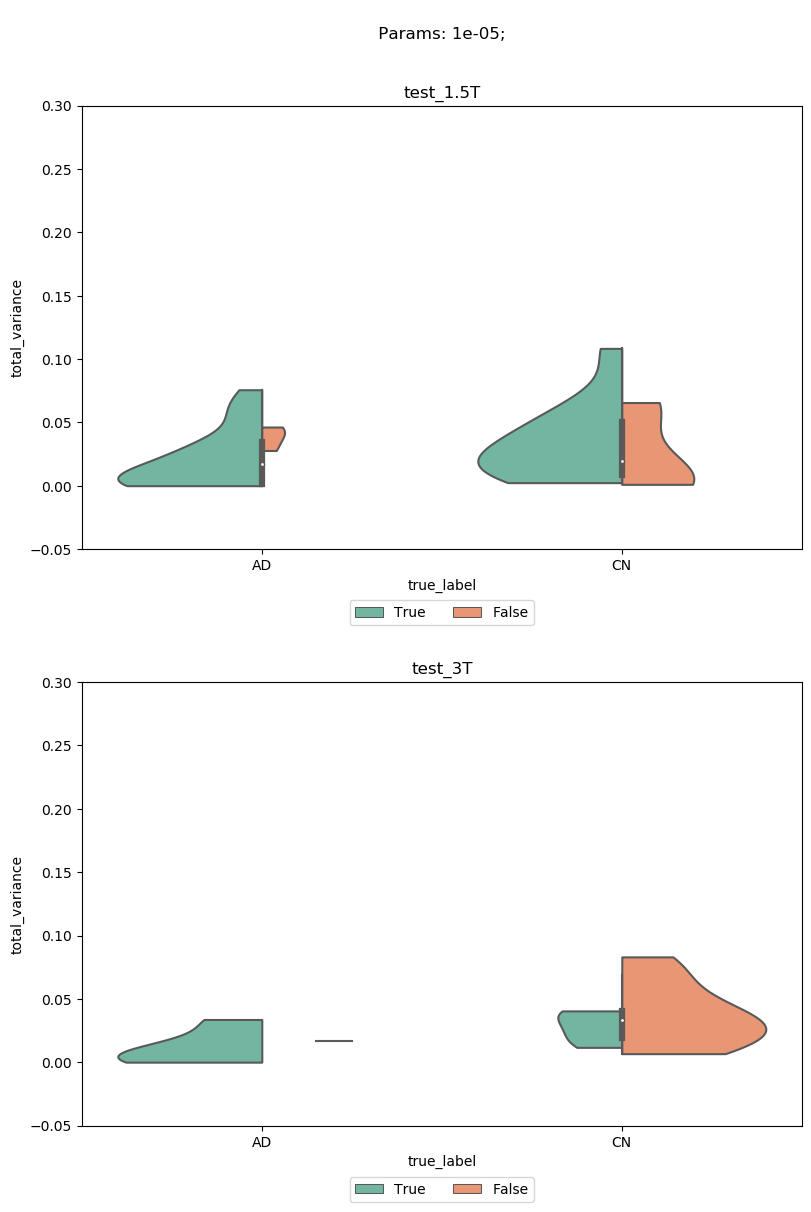 Params: 1e-05;
test_1.5T
0.30
0.25
0.20
0.15
0.10
0.05
0.00
−0.05
total_variance
AD CN
true_label
True False
test_3T
0.30
0.25
0.20
0.15
0.10
0.05
0.00
−0.05
total_variance
AD CN
true_label
True False